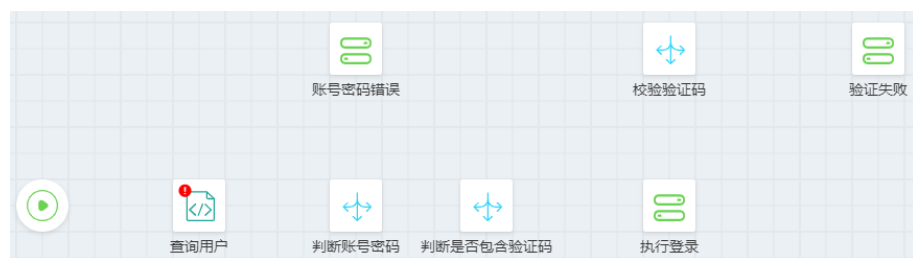 账号密码错误
校验验证码
验证失败
查询用户
判断账号密码
判断是否包含验证码
执行登录